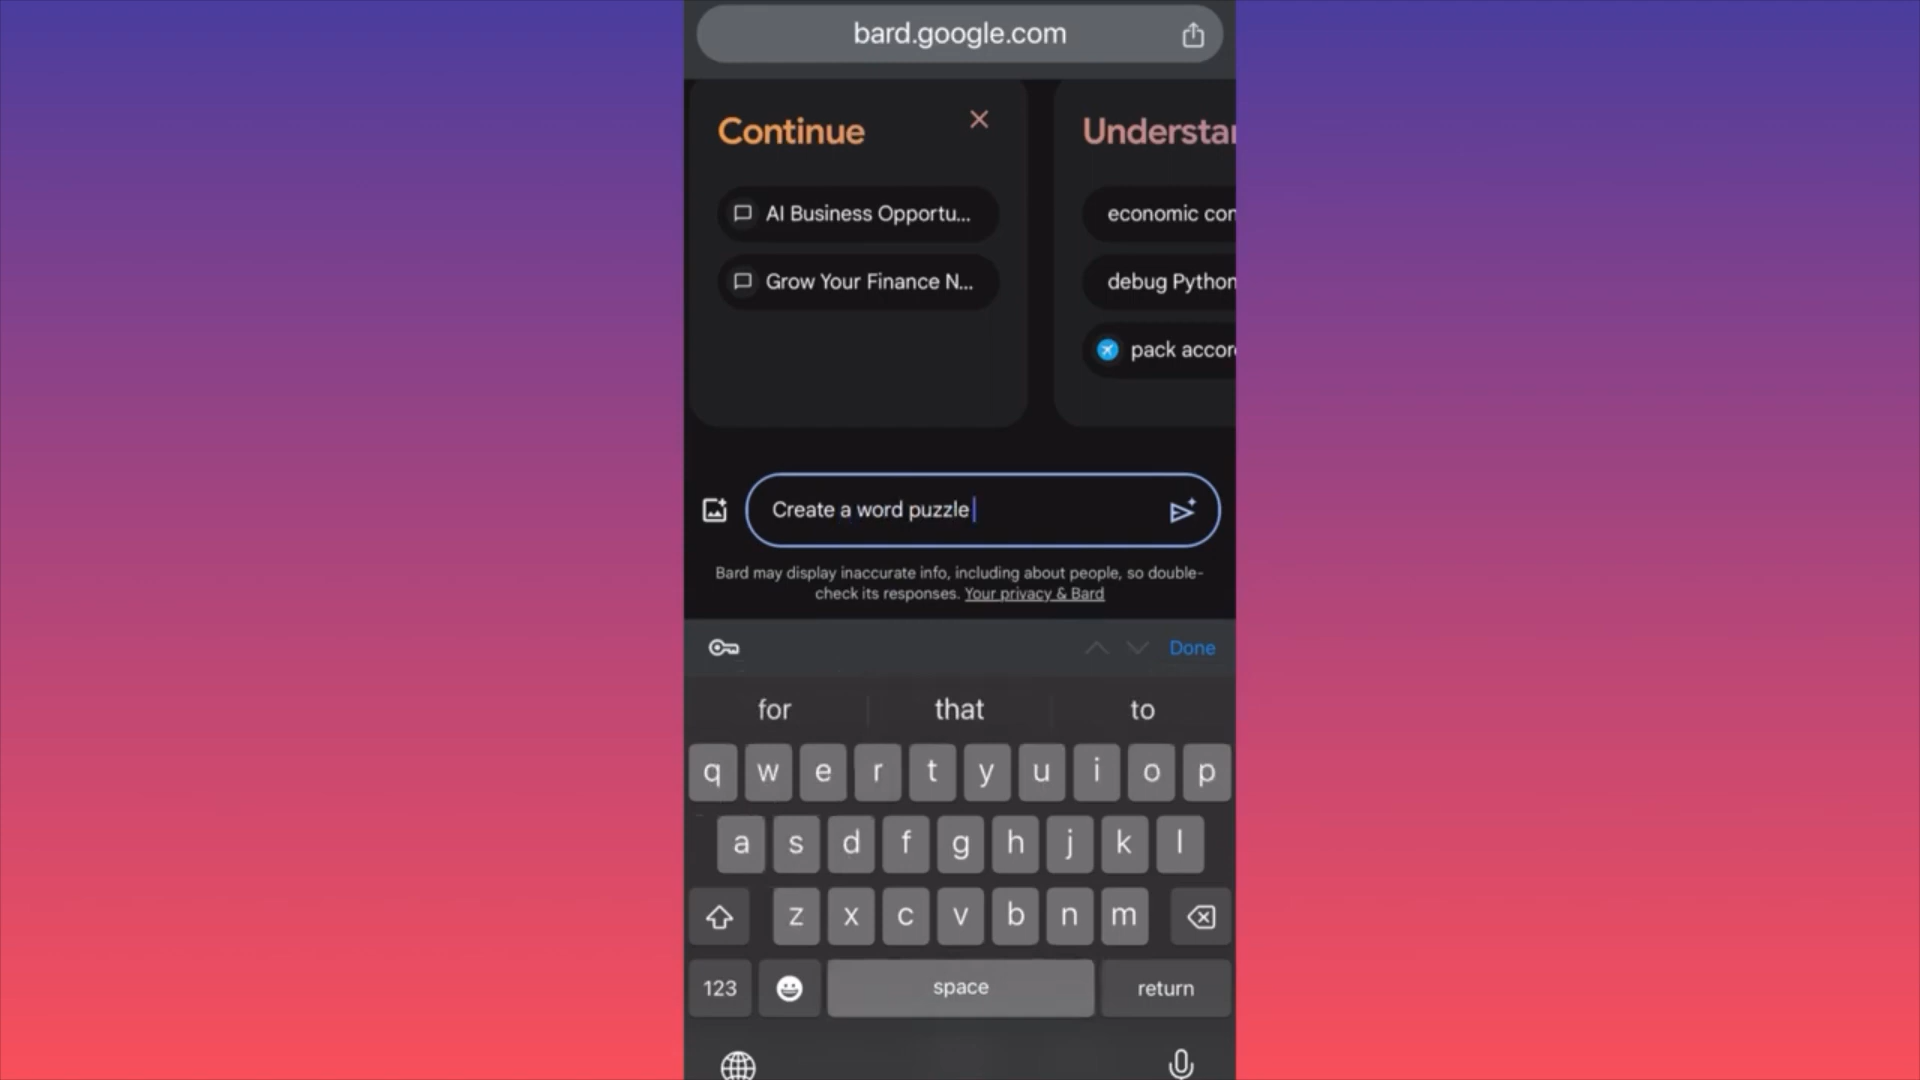 bard.google.com
Continue
AI Business Opportu...
Grow Your Finance N...
Understa
economic con
debug Python
pack accor
Create a word puzzle
Bard may display inaccurate info, including about people, so double-
check its responses. Your privacy & Bard
Done
for that to
q w e r t y u i o p
a s d f g h j k l
z x c v b n m
123 space return